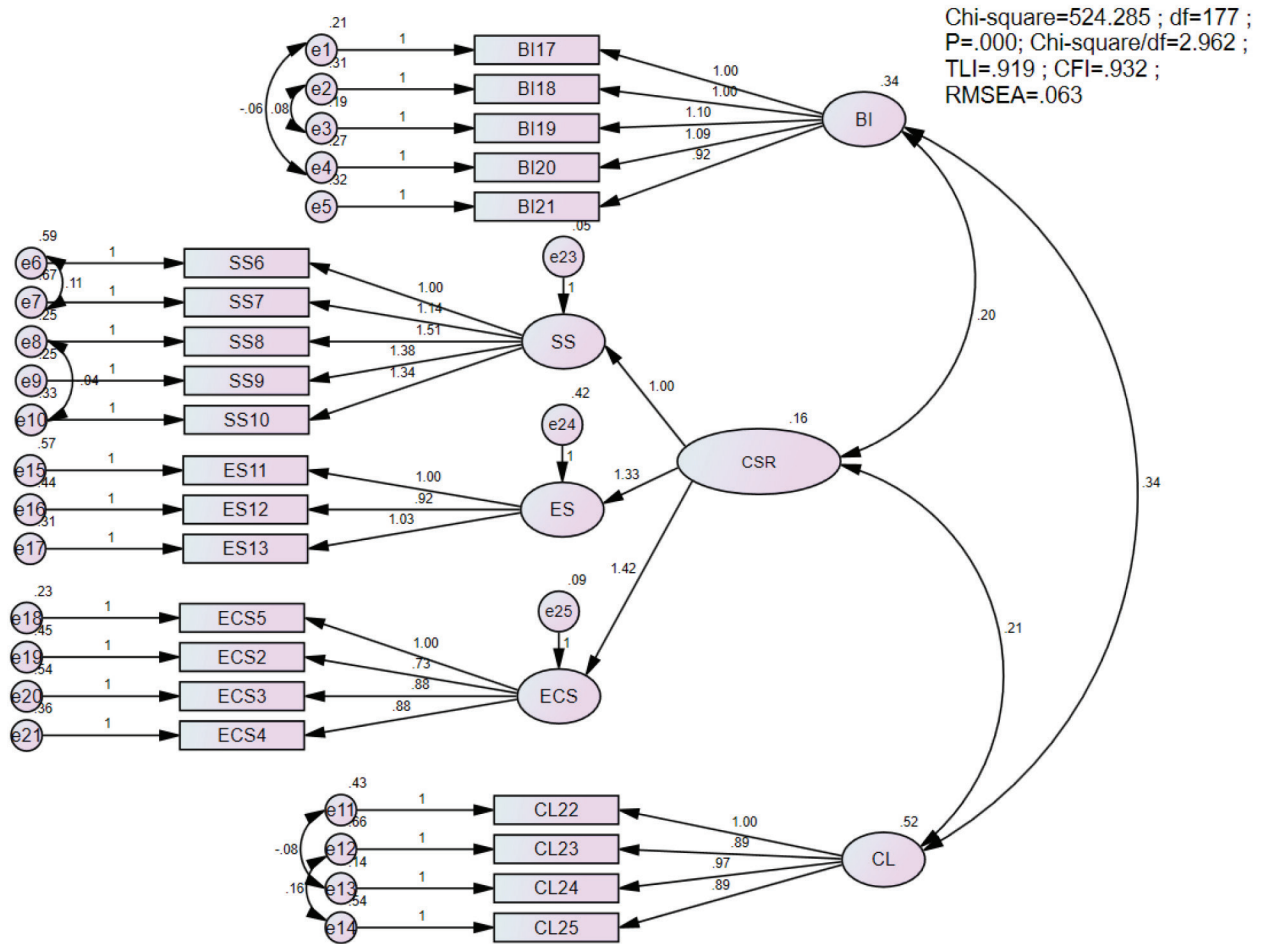 Chi-square=524.285 ; df=177 ;
P=.000; Chi-square/df=2.962 ;
TLI=.919 ; CFI=.932 ;
RMSEA=.063
.21
e1 1 BI17 1.00
.31
e2 1 BI18 1.00
.19
e3 1 BI19 1.10
.27
e4 1 BI20 1.09
.32
e5 1 BI21 .92
-.06 .08
.34
BI
.59
e6 1 SS6 1.00
.67
e7 1 SS7 1.14
.25
e8 1 SS8 1.51
.25
e9 1 SS9 1.38
.33
e10 1 SS10 1.34
.11
.04
.05
e23
1
SS
1.00
.20
.57
e15 1 ES11 1.00
.44
e16 1 ES12 .92
.31
e17 1 ES13 1.03
.42
e24
1
ES
1.33
.16
CSR
.34
1.42
.23
e18 1 ECS5 1.00
.45
e19 1 ECS2 .73
.54
e20 1 ECS3 .88
.36
e21 1 ECS4 .88
.09
e25
1
ECS
.21
.43
e11 1 CL22 1.00
.66
e12 1 CL23 .89
.14
e13 1 CL24 .97
.54
e14 1 CL25 .89
-.08
.16
.52
CL